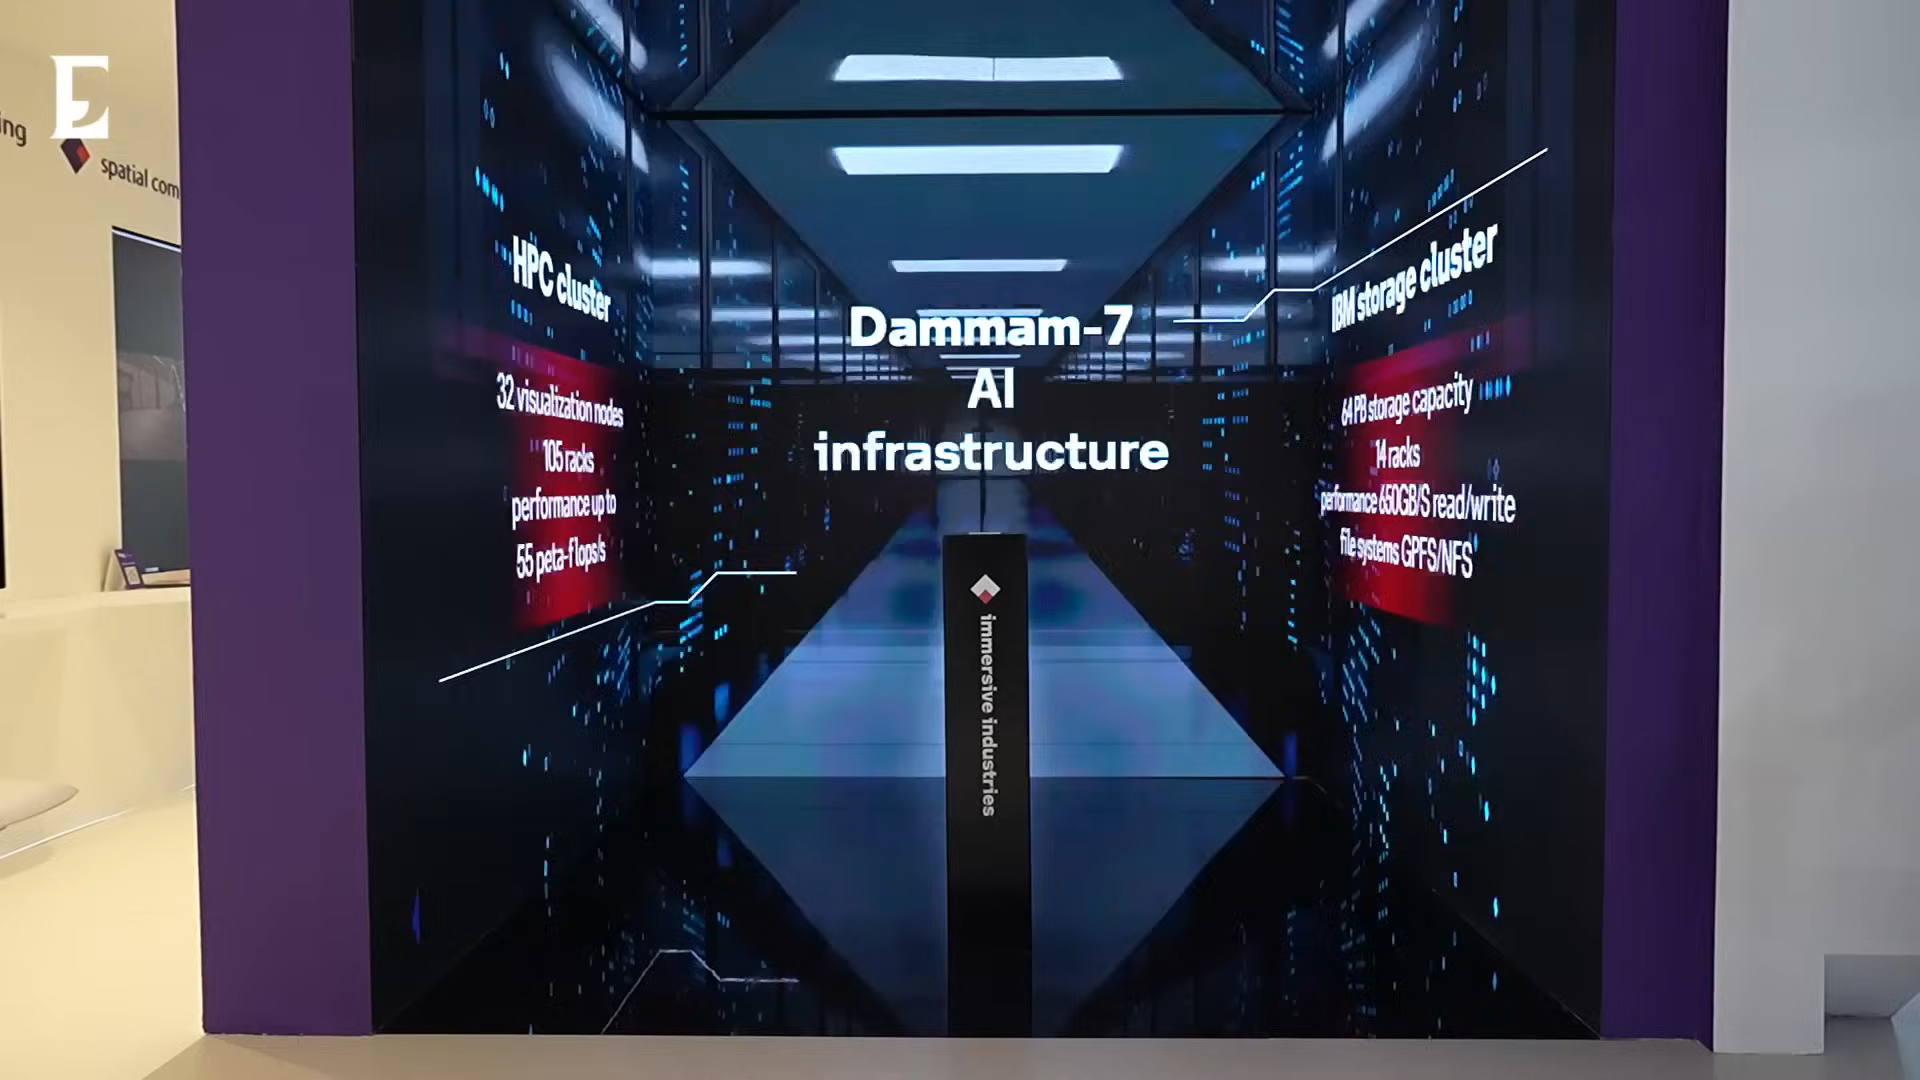 ing
spatial com
HPC cluster
32 visualization nodes
105 racks
performance up to
55 peta-flops/s
Dammam-7
AI
infrastructure
IBM storage cluster
64 PB storage capacity
14 racks
performance 650GB/S read/write
file systems GPFS/NFS
immersive industries